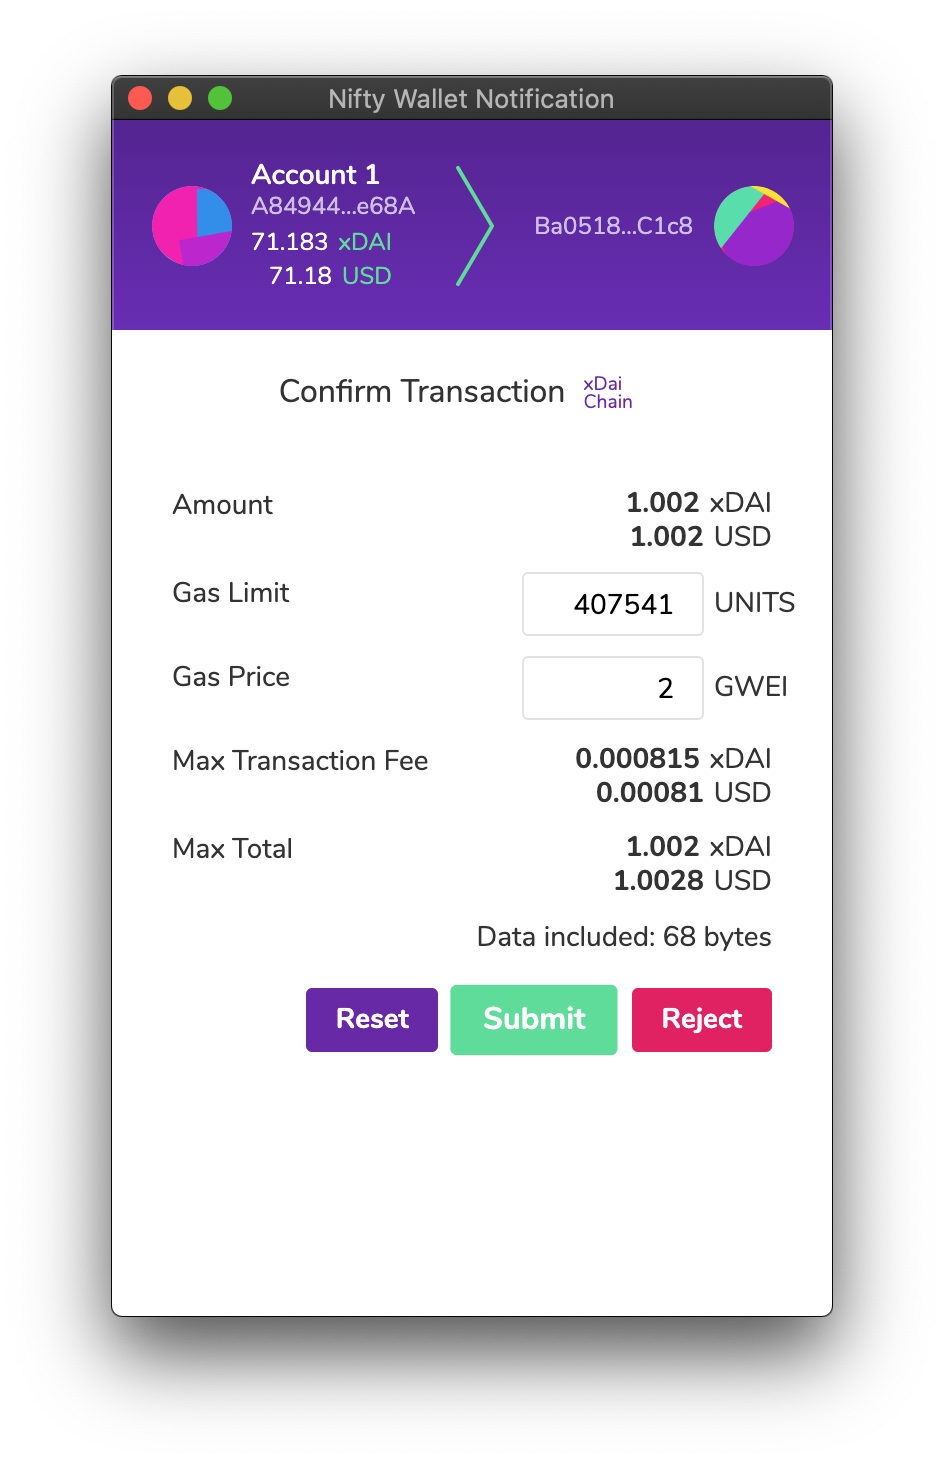 Nifty Wallet Notification
Account 1
A84944...e68A
71.183 xDAI
71.18 USD
Ba0518...C1c8
Confirm Transaction
xDai
Chain
Amount
1.002 xDAI
1.002 USD
Gas Limit
407541 UNITS
Gas Price
2 GWEI
Max Transaction Fee
0.000815 xDAI
0.00081 USD
Max Total
1.002 xDAI
1.0028 USD
Data included: 68 bytes
Reset Submit Reject